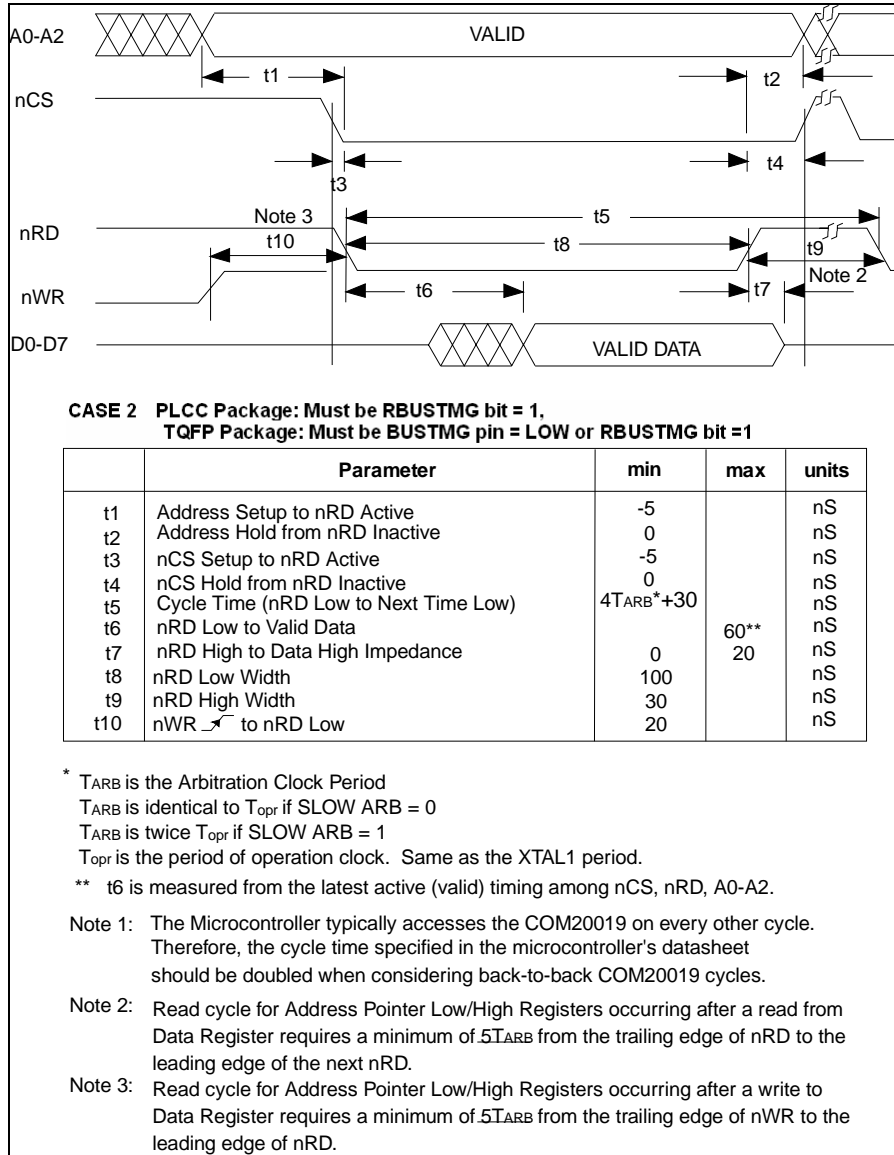 A0-A2
VALID
t1
t2
nCS
t3
t4
Note 3
t5
nRD
t10
t8
t9
Note 2
nWR
t6
t7
D0-D7
VALID DATA
CASE 2 PLCC Package: Must be RBUSTMG bit = 1,
TQFP Package: Must be BUSTMG pin = LOW or RBUSTMG bit =1
Parameter min max units
t1 Address Setup to nRD Active -5 nS
t2 Address Hold from nRD Inactive 0 nS
t3 nCS Setup to nRD Active -5 nS
t4 nCS Hold from nRD Inactive 0 nS
t5 Cycle Time (nRD Low to Next Time Low) 4TARB*+30 nS
t6 nRD Low to Valid Data 60** nS
t7 nRD High to Data High Impedance 0 20 nS
t8 nRD Low Width 100 nS
t9 nRD High Width 30 nS
t10 nWR to nRD Low 20 nS
* TARB is the Arbitration Clock Period
TARB is identical to Topr if SLOW ARB = 0
TARB is twice Topr if SLOW ARB = 1
Topr is the period of operation clock. Same as the XTAL1 period.
** t6 is measured from the latest active (valid) timing among nCS, nRD, A0-A2.
Note 1: The Microcontroller typically accesses the COM20019 on every other cycle.
Therefore, the cycle time specified in the microcontroller's datasheet
should be doubled when considering back-to-back COM20019 cycles.
Note 2: Read cycle for Address Pointer Low/High Registers occurring after a read from
Data Register requires a minimum of 5TARB from the trailing edge of nRD to the
leading edge of the next nRD.
Note 3: Read cycle for Address Pointer Low/High Registers occurring after a write to
Data Register requires a minimum of 5TARB from the trailing edge of nWR to the
leading edge of nRD.